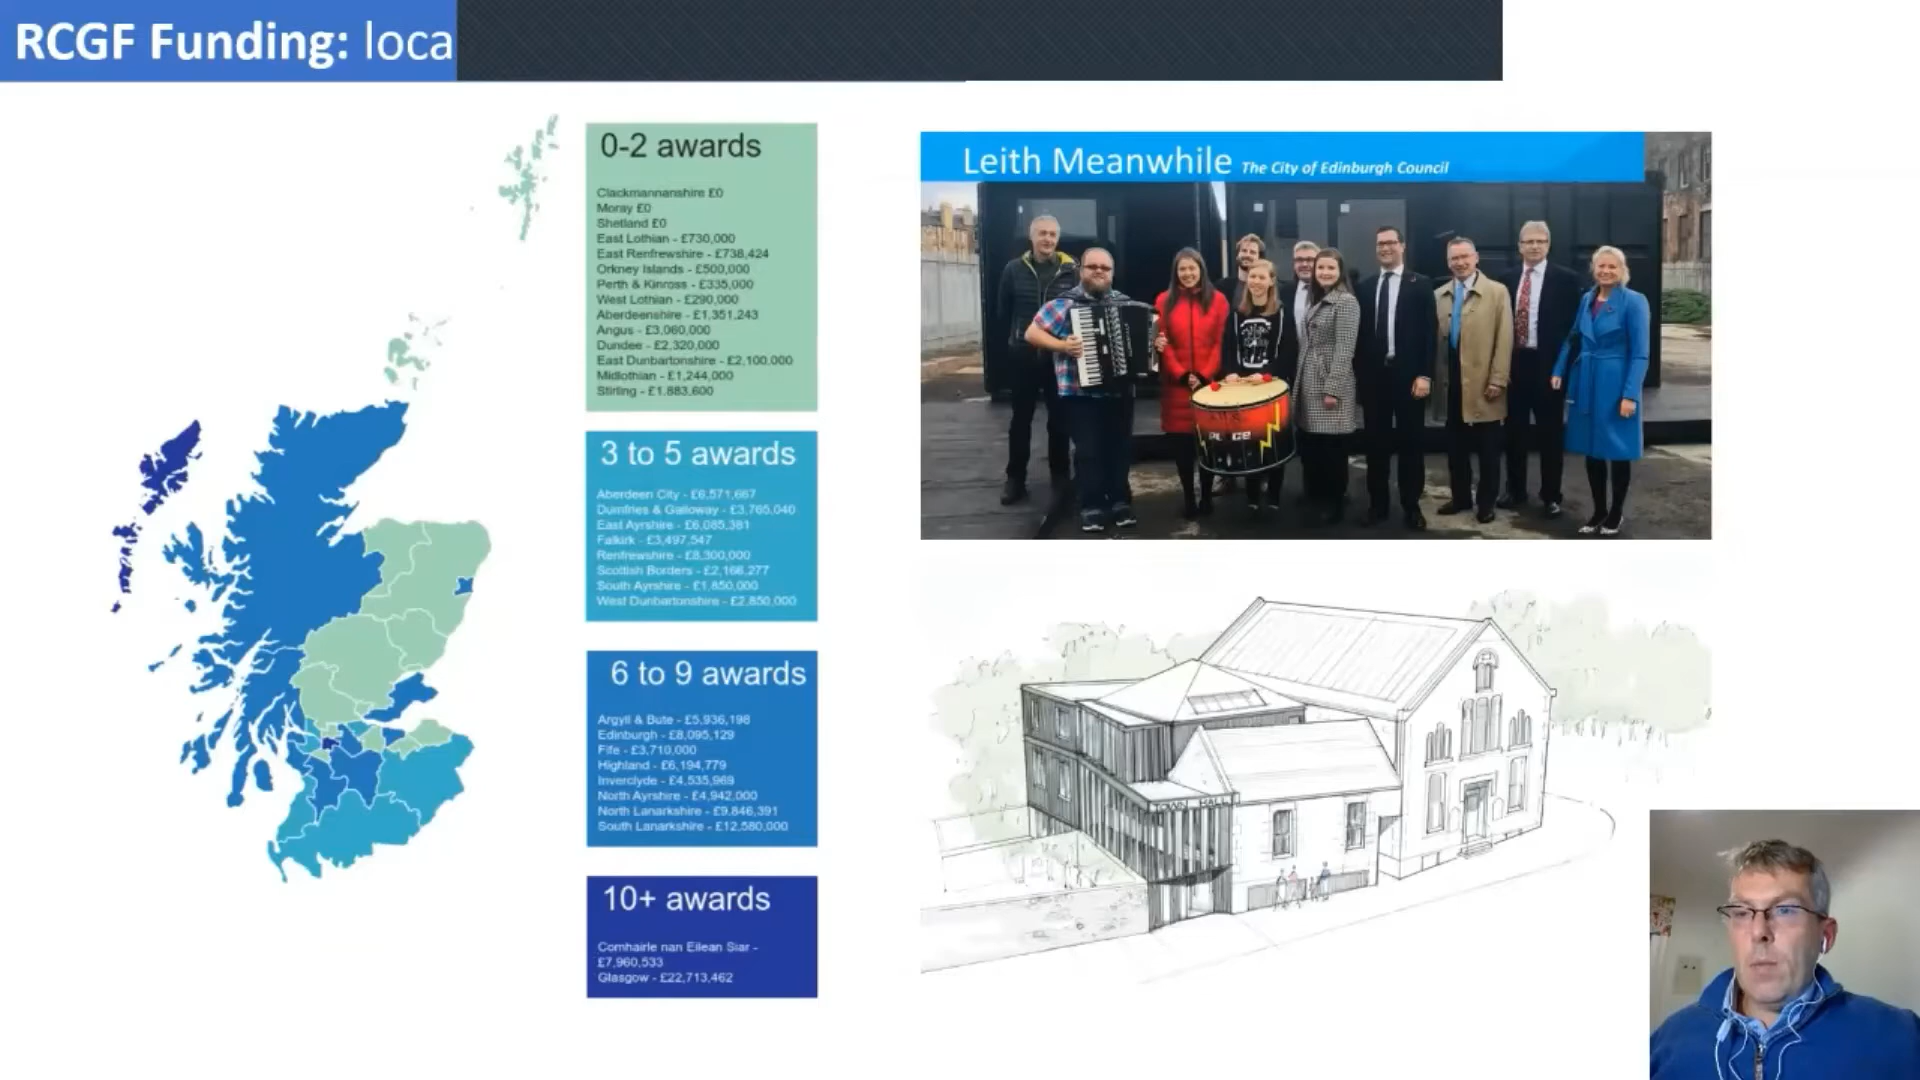 RCGF Funding: loca
0-2 awards
Clackmannanshire £0
Moray £0
Shetland £0
East Lothian - £730,000
East Renfrewshire - £738,424
Orkney Islands - £500,000
Perth & Kinross - £335,000
West Lothian - £290,000
Aberdeenshire - £1,351,243
Angus - £3,060,000
Dundee - £2,320,000
East Dunbartonshire - £2,100,000
Midlothian - £1,244,000
Stirling - £1,883,600
3 to 5 awards
Aberdeen City - £6,571,667
Dumfries & Galloway - £3,765,040
East Ayrshire - £6,085,381
Falkirk - £3,497,547
Renfrewshire - £8,300,000
Scottish Borders - £2,166,277
South Ayrshire - £1,850,000
West Dunbartonshire - £2,850,000
6 to 9 awards
Argyll & Bute - £5,936,198
Edinburgh - £8,095,129
Fife - £3,710,000
Highland - £6,194,779
Inverclyde - £4,535,969
North Ayrshire - £4,942,000
North Lanarkshire - £9,846,391
South Lanarkshire - £12,580,000
10+ awards
Comhairle nan Eilean Siar -
£7,960,533
Glasgow - £22,713,462
Leith Meanwhile The City of Edinburgh Council
TOWN HALL